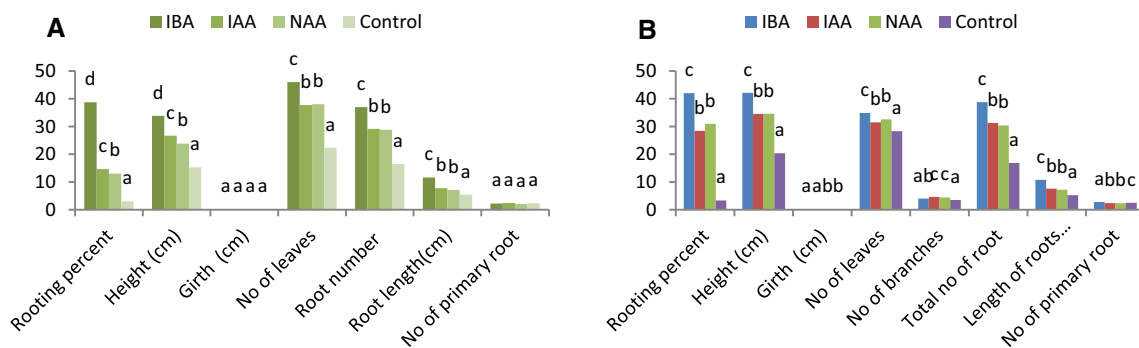 A
IBA IAA NAA Control
50
40
30
20
10
0
d c b a
d c b a
a a a a
c b b a
c b b a
c b b a
a a a a
Rooting percent
Height (cm)
Girth (cm)
No of leaves
Root number
Root length(cm)
No of primary root
B
IBA IAA NAA Control
50
40
30
20
10
0
c b b a
c b b a
a a b b
c b b a
ab c c a
c b b a
c b b a
a b b c
Rooting percent
Height (cm)
Girth (cm)
No of leaves
No of branches
Total no of root
Length of roots...
No of primary root